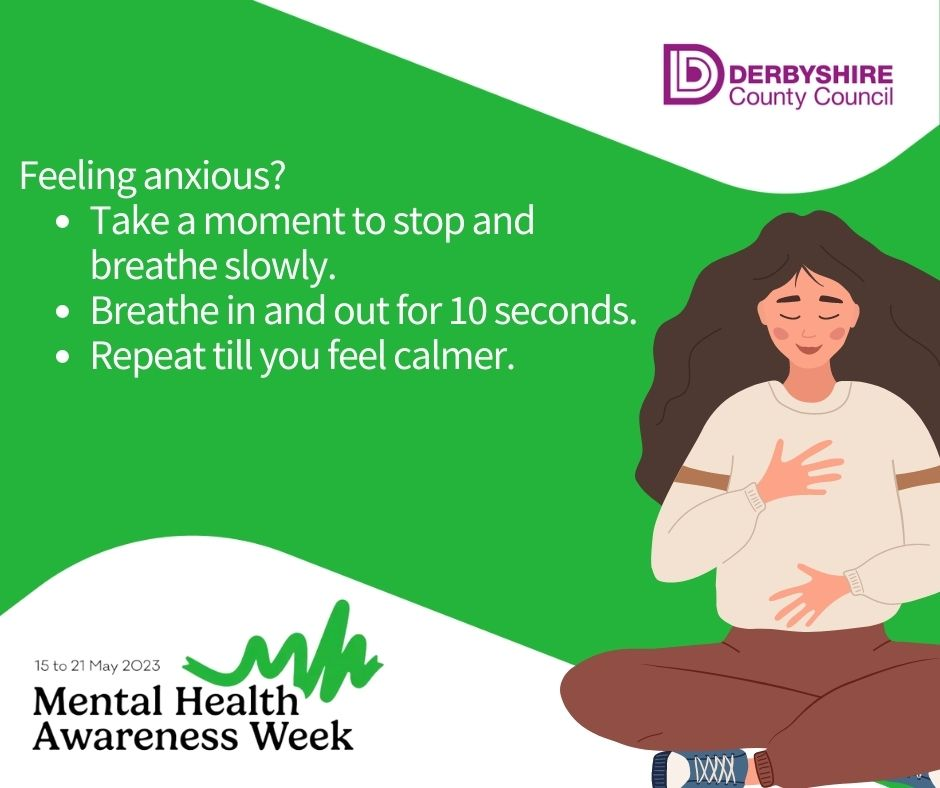 DERBYSHIRE
County Council
Feeling anxious?
• Take a moment to stop and
breathe slowly.
• Breathe in and out for 10 seconds.
• Repeat till you feel calmer.
15 to 21 May 2023
Mental Health
Awareness Week